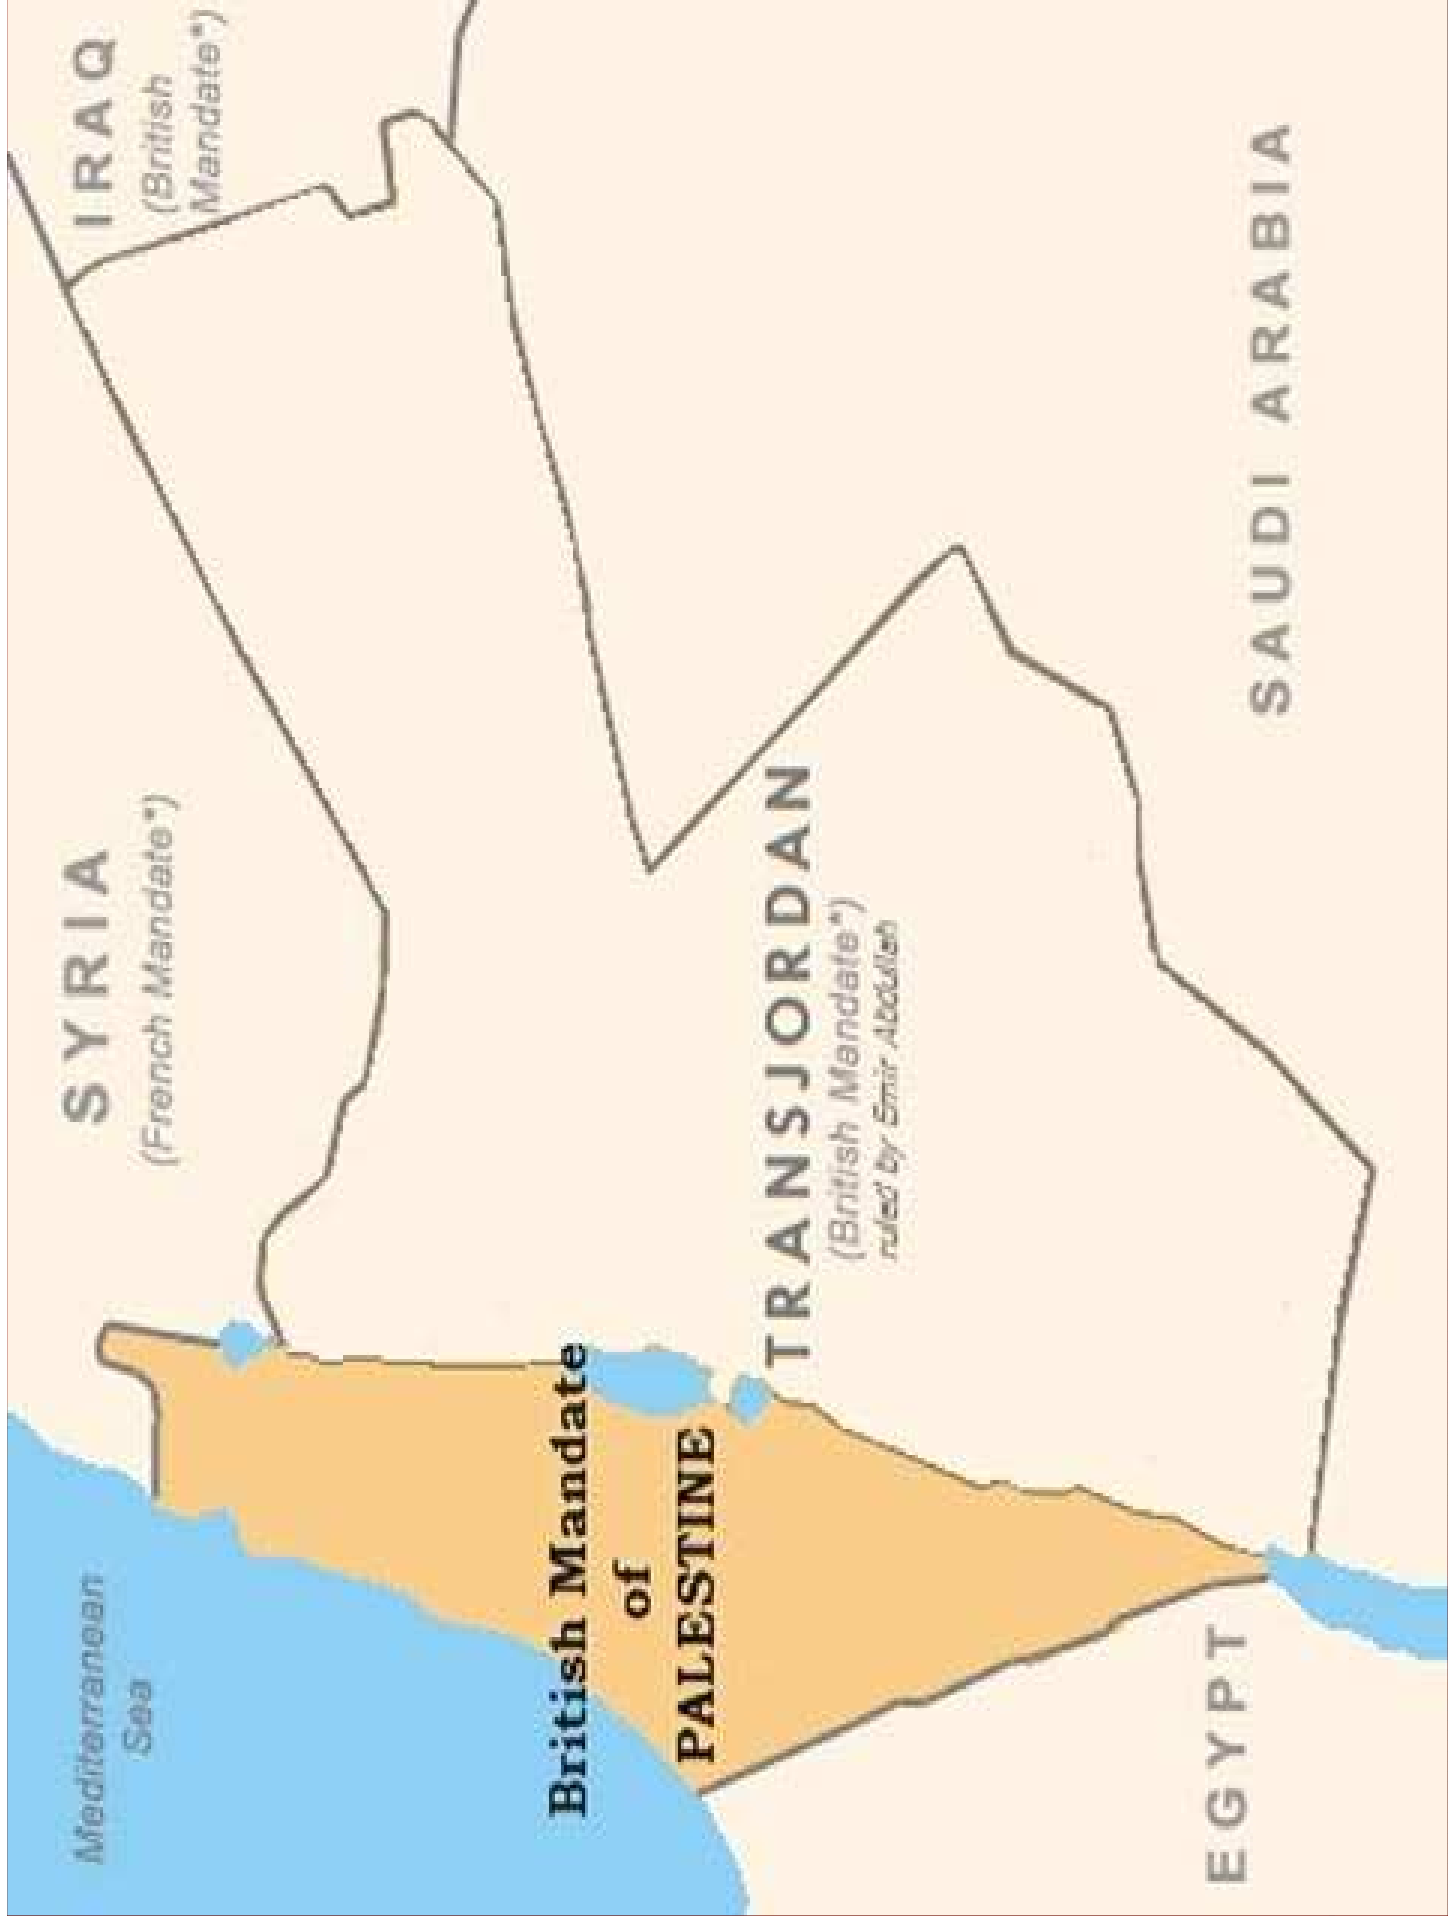 Mediterranean
Sea
SYRIA
(French Mandate*)
IRAQ
(British
Mandate*)
British Mandate
of
PALESTINE
TRANSJORDAN
(British Mandate*)
ruled by Emir Abdullah
EGYPT
SAUDI ARABIA